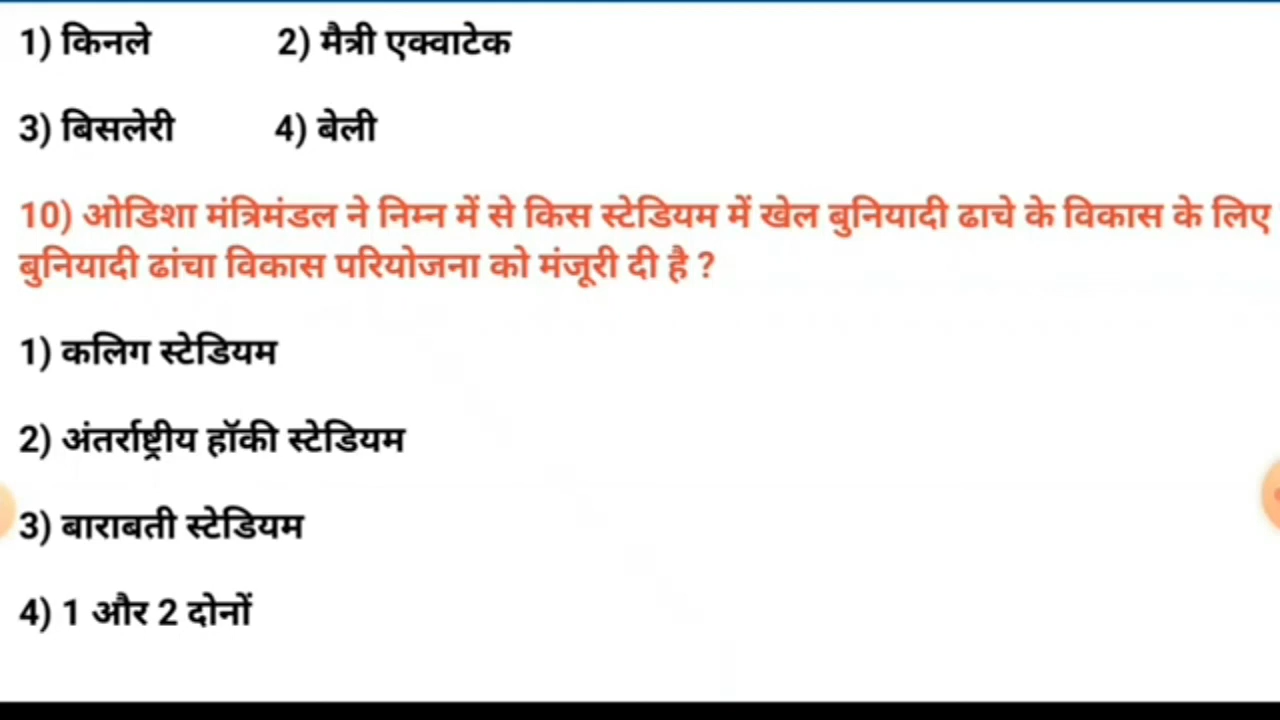 1) किनले 2) मैत्री एक्वाटेक
3) बिसलेरी 4) बेली
10) ओडिशा मंत्रिमंडल ने निम्न में से किस स्टेडियम में खेल बुनियादी ढाचे के विकास के लिए
बुनियादी ढांचा विकास परियोजना को मंजूरी दी है ?
1) कलिग स्टेडियम
2) अंतर्राष्ट्रीय हॉकी स्टेडियम
3) बाराबती स्टेडियम
4) 1 और 2 दोनों